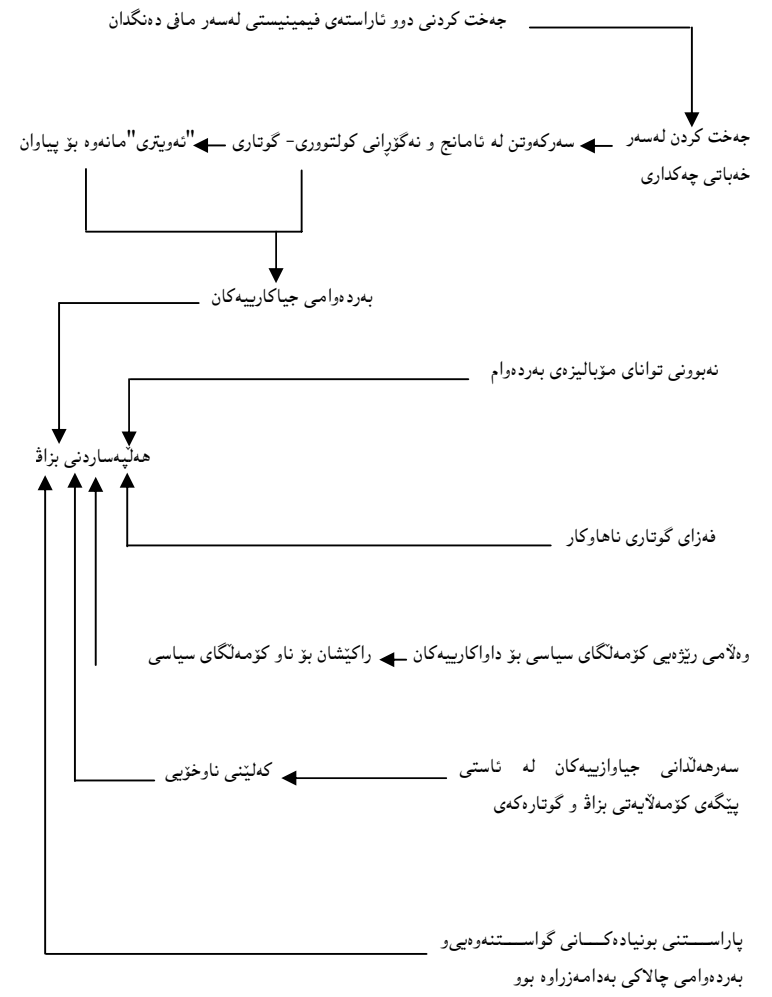 جەخت کردنی دوو ئاراستەی فیمینیستی لەسەر مافی دەنگدان
جەخت کردن لەسەر
خەباتی چەکداری
سەرکەوتن لە ئامانج و نەگۆڕانی کولتووری- گوتاری
"ئەویتری"مانەوە بۆ پیاوان
بەردەوامی جیاکارییەکان
نەبوونی توانای مۆبالیزەی بەردەوام
هەڵپەساردنی بزاڤ
فەزای گوتاری ناهاوکار
وەڵامی رێژەیی کۆمەڵگای سیاسی بۆ داواکارییەکان
راکێشان بۆ ناو کۆمەڵگای سیاسی
سەرهەڵدانی جیاوازییەکان لە ئاستی
پێگەی کۆمەڵایەتی بزاڤ و گوتارەکەی
کەلێنی ناوخۆیی
پاراستنی بونیادەکانی گواستنەوەیی و
بەردەوامی چالاکی بەدامەزراوە بوو